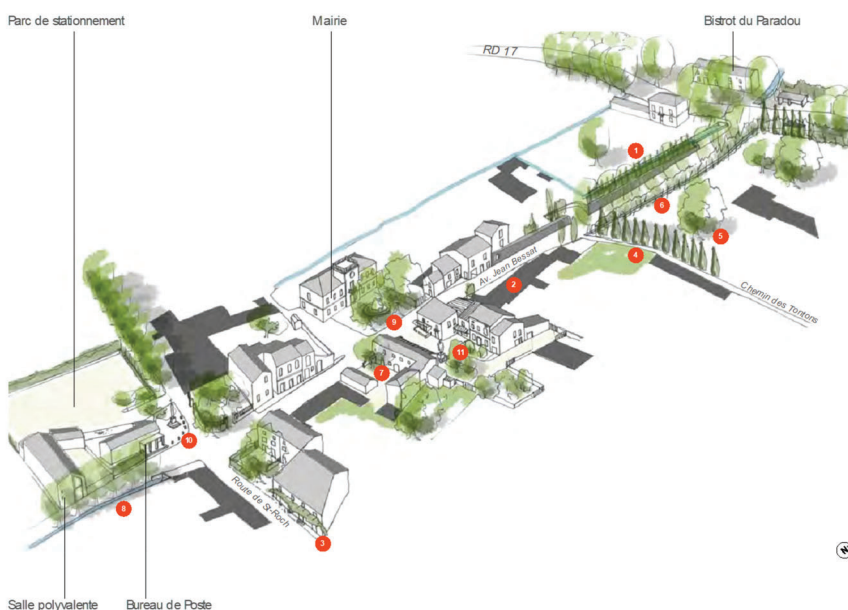 Parc de stationnement
Mairie
Bistrot du Paradou
RD 17
1
6
5
4
Av. Jean Bessat
2
Chemin des Tontons
9
11
7
10
Route de St-Roch
8
3
N
Salle polyvalente
Bureau de Poste